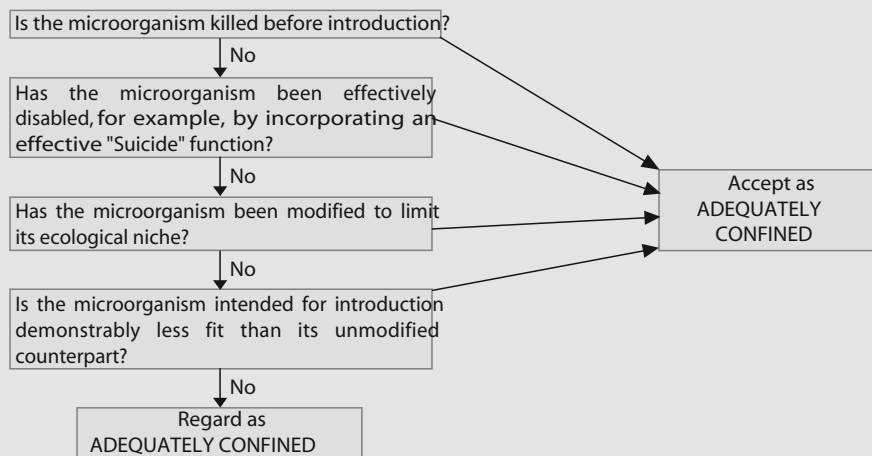 Is the microorganism killed before introduction?
No
Has the microorganism been effectively
disabled, for example, by incorporating an
effective "Suicide" function?
No
Has the microorganism been modified to limit
its ecological niche?
No
Is the microorganism intended for introduction
demonstrably less fit than its unmodified
counterpart?
No
Regard as
ADEQUATELY CONFINED
Accept as
ADEQUATELY
CONFINED